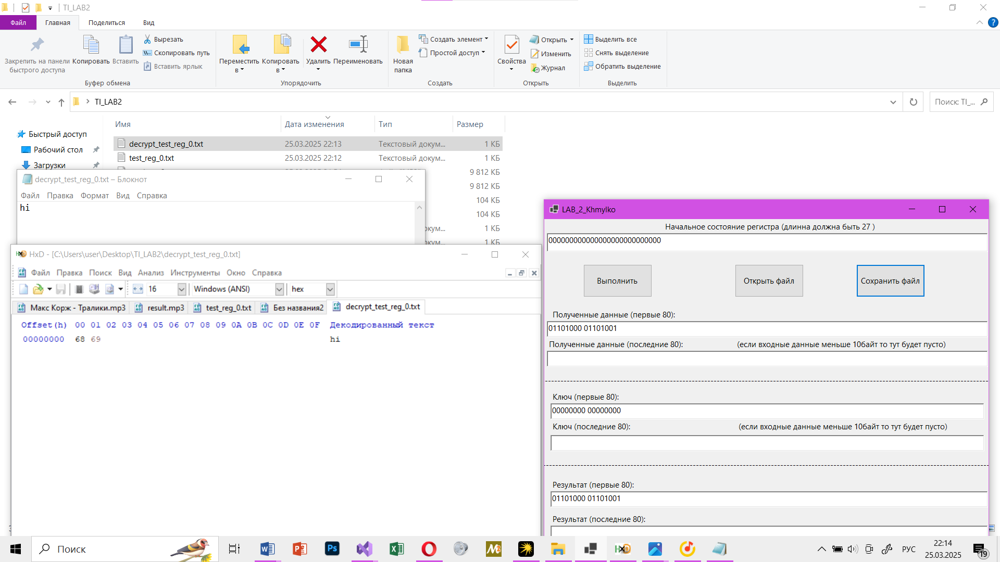 TI_LAB2
Файл Главная Поделиться Вид
Закрепить на панели быстрого доступа
Копировать
Вставить
Вырезать
Скопировать путь
Вставить ярлык
Буфер обмена
Переместить в
Копировать в
Удалить
Переименовать
Упорядочить
Новая папка
Создать элемент
Простой доступ
Создать
Свойства
Открыть
Изменить
Журнал
Открыть
Выделить все
Снять выделение
Обратить выделение
Выделить
TI_LAB2
Поиск: TI_...
Имя Дата изменения Тип Размер
Быстрый доступ
Рабочий стол
Загрузки
decrypt_test_reg_0.txt 25.03.2025 22:13 Текстовый докум... 1 КБ
test_reg_0.txt 25.03.2025 22:12 Текстовый докум... 1 КБ
9 812 КБ
9 812 КБ
104 КБ
104 КБ
окум... 1 КБ
1 КБ
decrypt_test_reg_0.txt – Блокнот
Файл Правка Формат Вид Справка
hi
HxD - [C:\Users\user\Desktop\TI_LAB2\decrypt_test_reg_0.txt]
Файл Правка Поиск Вид Анализ Инструменты Окно Справка
16 Windows (ANSI) hex
Макс Корж - Тралики.mp3 result.mp3 test_reg_0.txt Без названия2 decrypt_test_reg_0.txt
Offset(h) 00 01 02 03 04 05 06 07 08 09 0A 0B 0C 0D 0E 0F Декодированный текст
00000000 68 69 hi
LAB_2_Khmylko
Начальное состояние регистра (длинна должна быть 27 )
000000000000000000000000000
Выполнить Открыть файл Сохранить файл
Полученные данные (первые 80):
01101000 01101001
Полученные данные (последние 80): (если входные данные меньше 10байт то тут будет пусто)
Ключ (первые 80):
00000000 00000000
Ключ (последние 80): (если входные данные меньше 10байт то тут будет пусто)
Результат (первые 80):
01101000 01101001
Результат (последние 80):
Поиск
РУС
22:14
25.03.2025
19